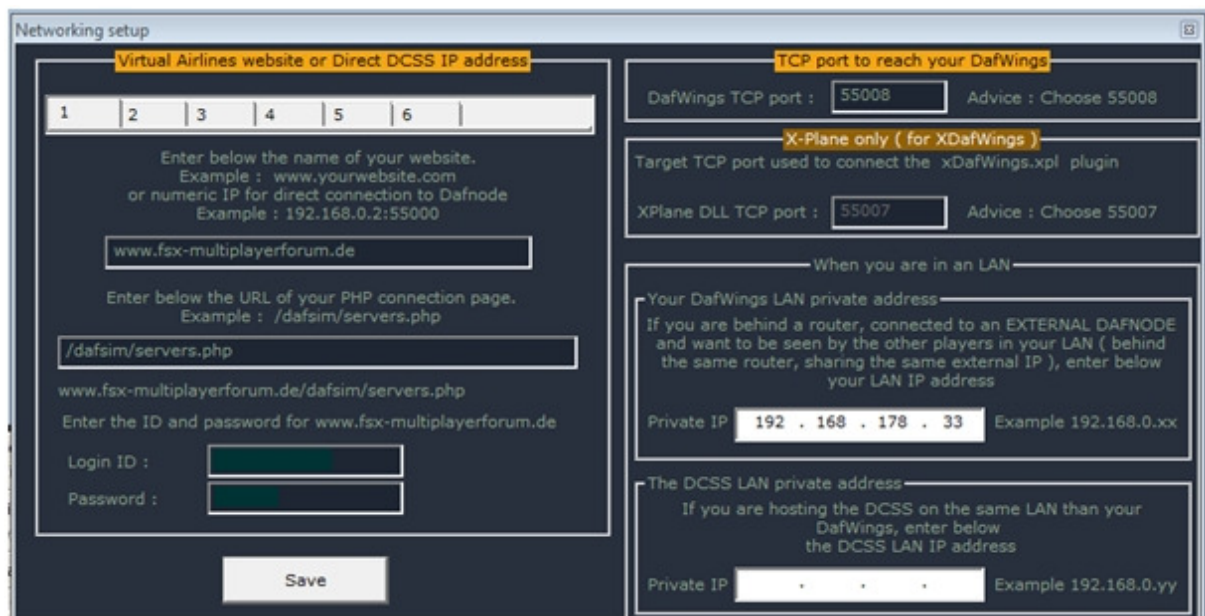 Networking setup
Virtual Airlines website or Direct DCSS IP address
1 2 3 4 5 6
Enter below the name of your website.
Example : www.yourwebsite.com
or numeric IP for direct connection to Dafnode
Example : 192.168.0.2:55000
www.fsx-multiplayerforum.de
Enter below the URL of your PHP connection page.
Example : /dafsim/servers.php
/dafsim/servers.php
www.fsx-multiplayerforum.de/dafsim/servers.php
Enter the ID and password for www.fsx-multiplayerforum.de
Login ID :
Password :
Save
TCP port to reach your DafWings
DafWings TCP port : 55008 Advice : Choose 55008
X-Plane only ( for XDafWings )
Target TCP port used to connect the xDafWings.xpl plugin
XPlane DLL TCP port : 55007 Advice : Choose 55007
When you are in an LAN
Your DafWings LAN private address
If you are behind a router, connected to an EXTERNAL DAFNODE
and want to be seen by the other players in your LAN ( behind
the same router, sharing the same external IP ), enter below
your LAN IP address
Private IP 192 . 168 . 178 . 33 Example 192.168.0.xx
The DCSS LAN private address
If you are hosting the DCSS on the same LAN than your
DafWings, enter below
the DCSS LAN IP address
Private IP . . . Example 192.168.0.yy